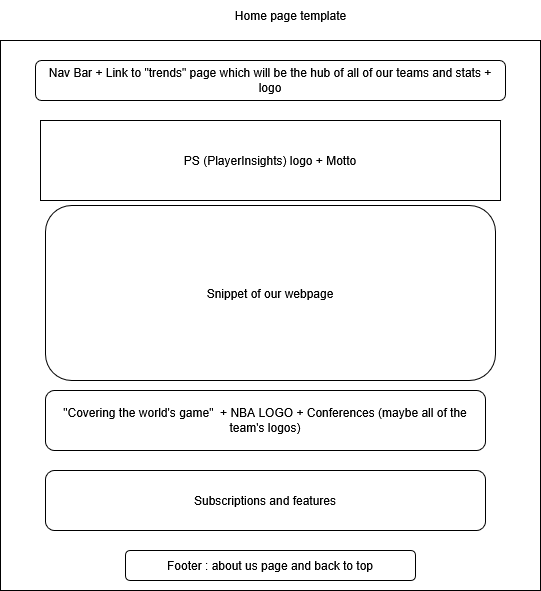 Home page template
Nav Bar + Link to "trends" page which will be the hub of all of our teams and stats +
logo
PS (PlayerInsights) logo + Motto
Snippet of our webpage
"Covering the world's game"  + NBA LOGO + Conferences (maybe all of the
team's logos)
Subscriptions and features
Footer : about us page and back to top